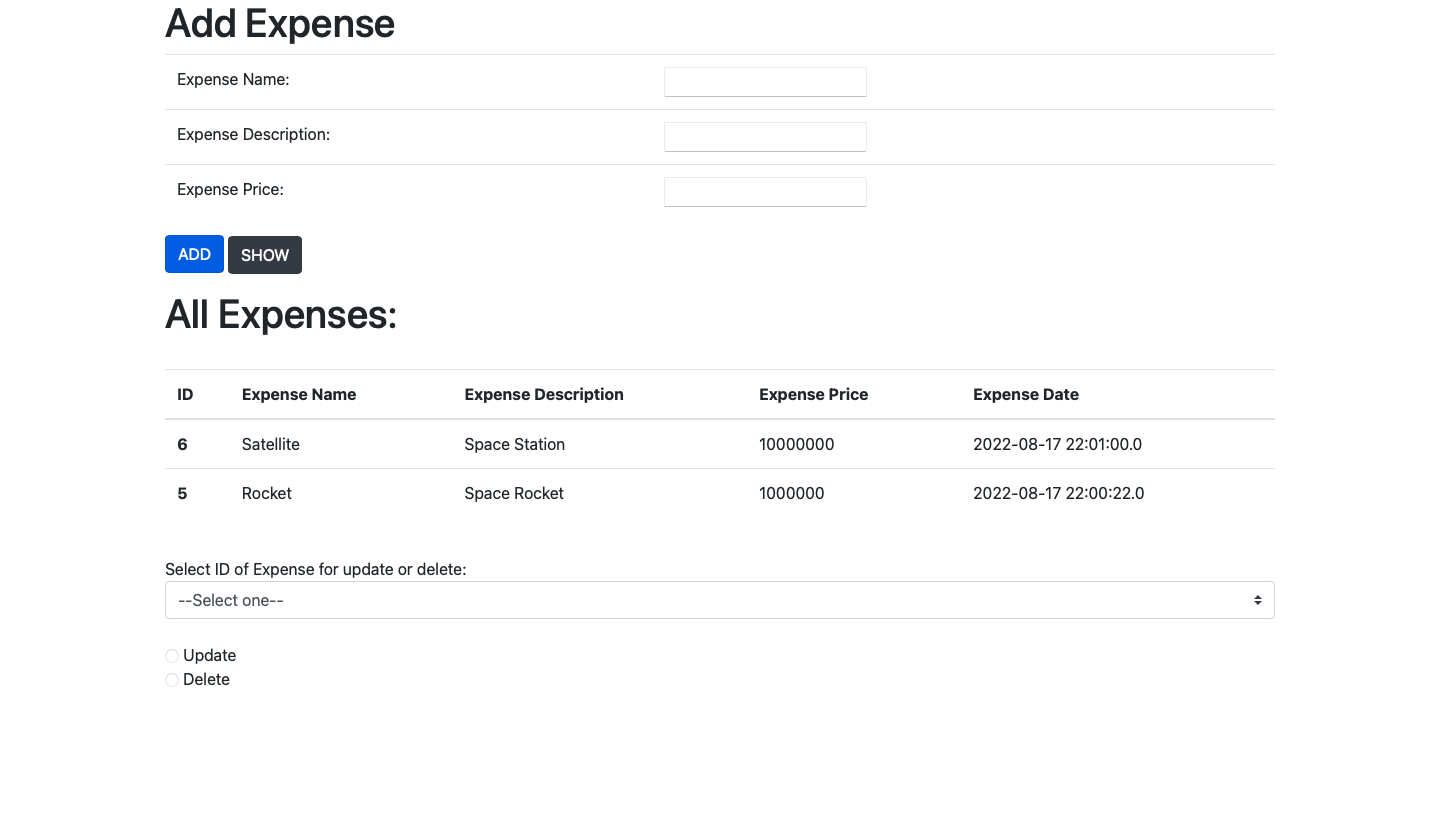 Add Expense
Expense Name:
Expense Description:
Expense Price:
ADD SHOW
All Expenses:
ID Expense Name Expense Description Expense Price Expense Date
6 Satellite Space Station 10000000 2022-08-17 22:01:00.0
5 Rocket Space Rocket 1000000 2022-08-17 22:00:22.0
Select ID of Expense for update or delete:
--Select one--
Update
Delete